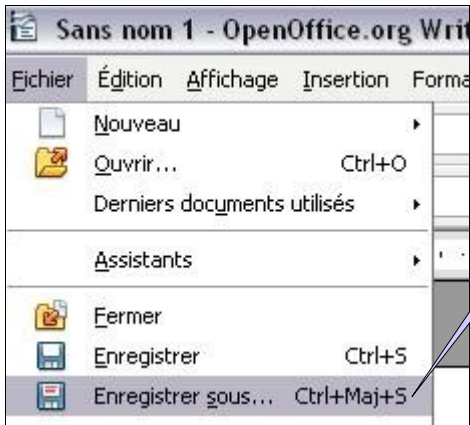 Sans nom 1 - OpenOffice.org Writ
Fichier Édition Affichage Insertion Forma
Nouveau
Ouvrir... Ctrl+O
Derniers documents utilisés
Assistants
Fermer
Enregistrer Ctrl+S
Enregistrer sous... Ctrl+Maj+S